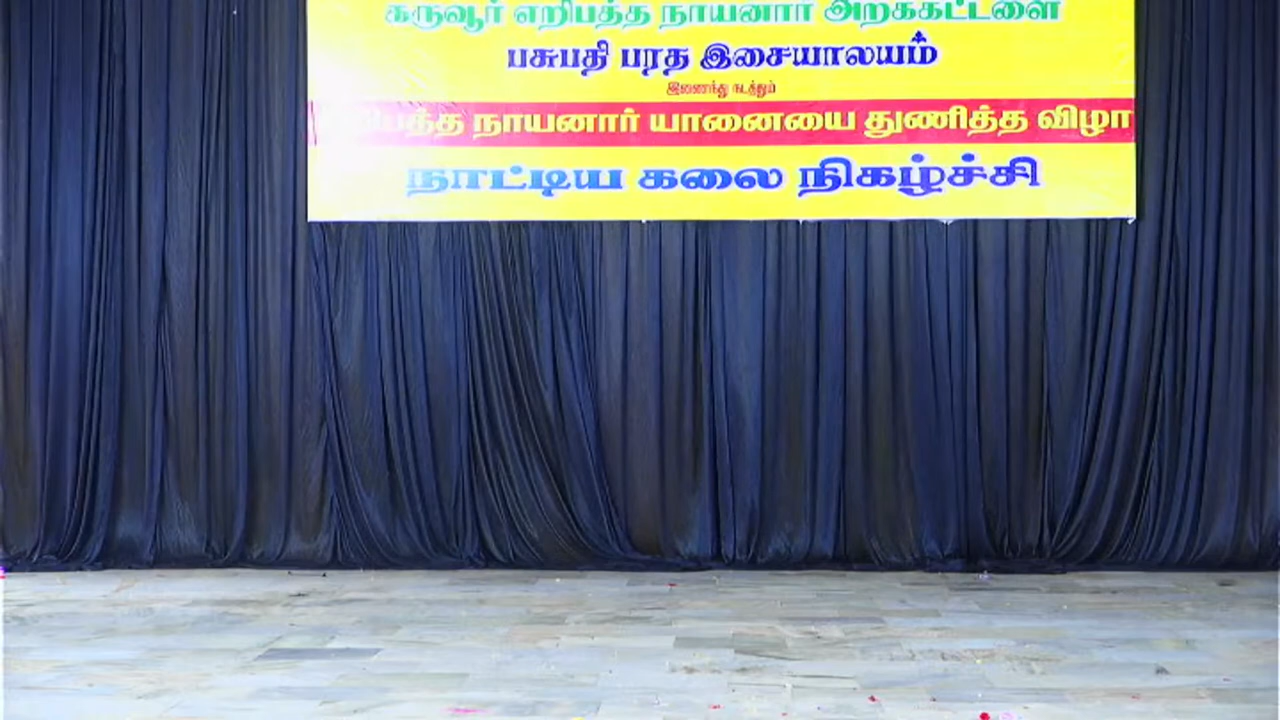 கருவூர் எறிபத்த நாயனார் அறக்கட்டளை
பசுபதி பரத இசையாலயம்
இணைந்து நடத்தும்
நாயனார் யானையை துணித்த விழா
நாட்டிய கலை நிகழ்ச்சி